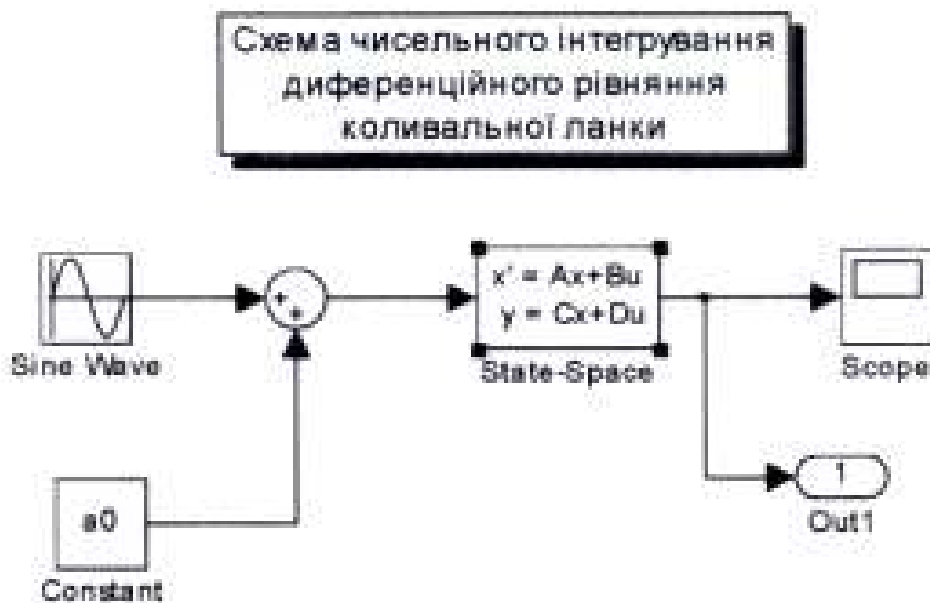 Схема чисельного інтегрування
диференційного рівняння
коливальної ланки
x' = Ax+Bu
y = Cx+Du
Sine Wave
State-Space
Scope
1
Out1
a0
Constant